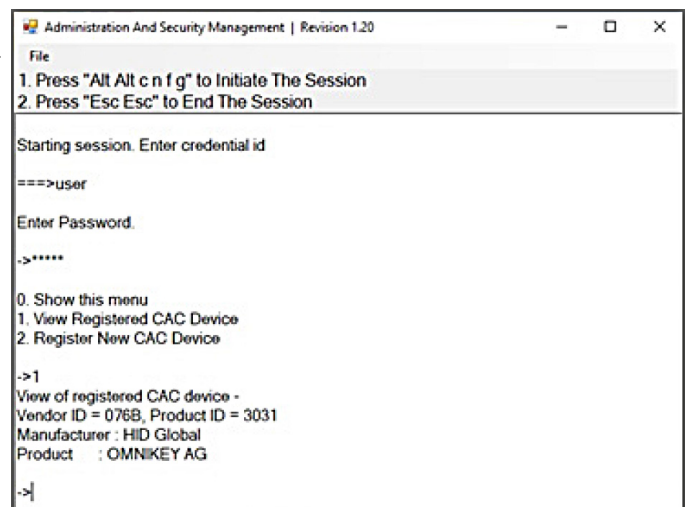 Administration And Security Management | Revision 1.20
File
1. Press "Alt Alt c n f g" to Initiate The Session
2. Press "Esc Esc" to End The Session
Starting session. Enter credential id
===>user
Enter Password.
->*****
0. Show this menu
1. View Registered CAC Device
2. Register New CAC Device
->1
View of registered CAC device -
Vendor ID = 076B, Product ID = 3031
Manufacturer : HID Global
Product : OMNIKEY AG
->